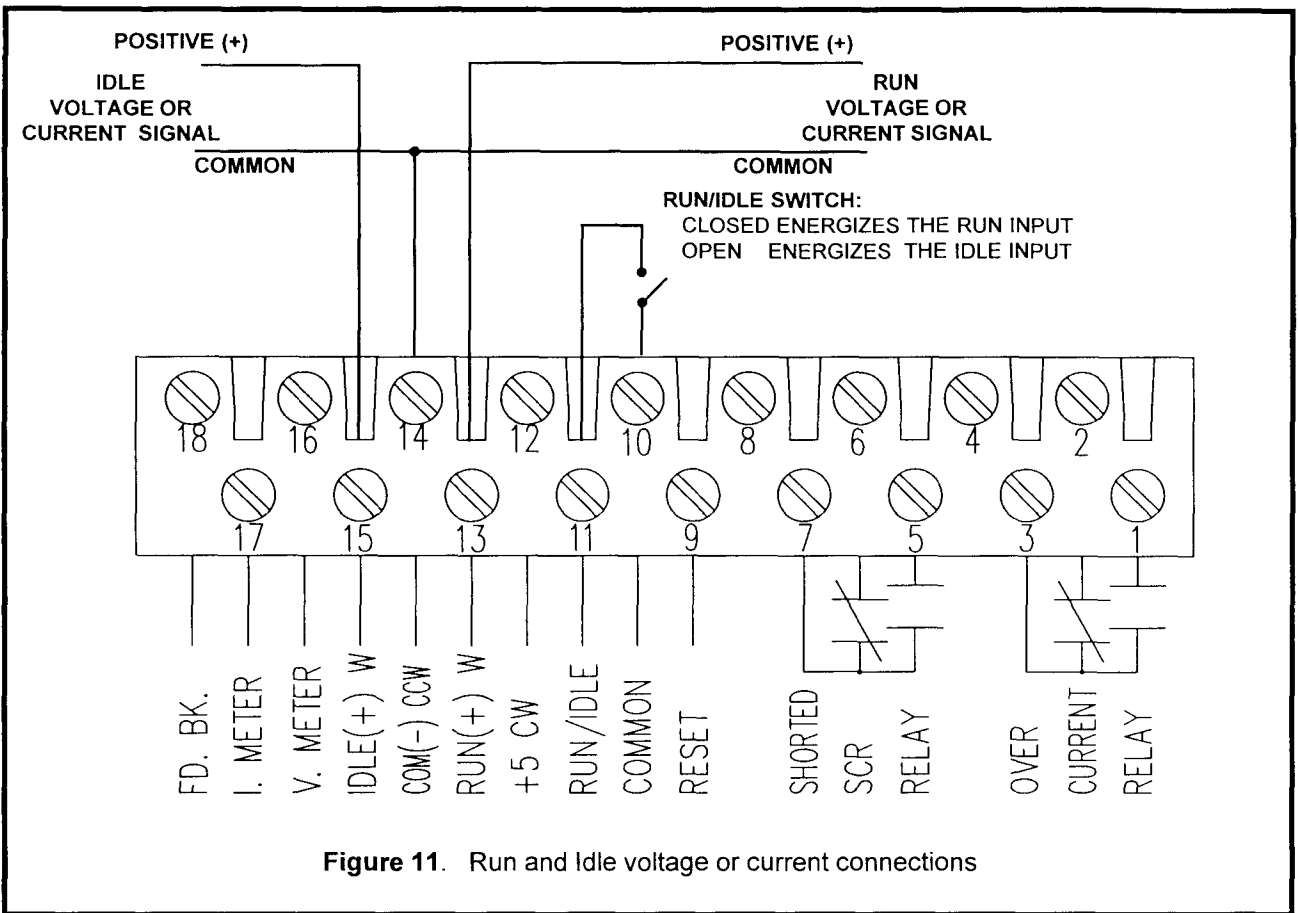 POSITIVE (+)
IDLE
VOLTAGE OR
CURRENT SIGNAL
COMMON
POSITIVE (+)
RUN
VOLTAGE OR
CURRENT SIGNAL
COMMON
RUN/IDLE SWITCH:
CLOSED ENERGIZES THE RUN INPUT
OPEN ENERGIZES THE IDLE INPUT
18 16 14 12 10 8 6 4 2
17 15 13 11 9 7 5 3 1
FD. BK.
I. METER
V. METER
IDLE(+) W
COM(-) CCW
RUN(+) W
+5 CW
RUN/IDLE
COMMON
RESET
SHORTED
SCR
RELAY
OVER
CURRENT
RELAY
Figure 11. Run and Idle voltage or current connections